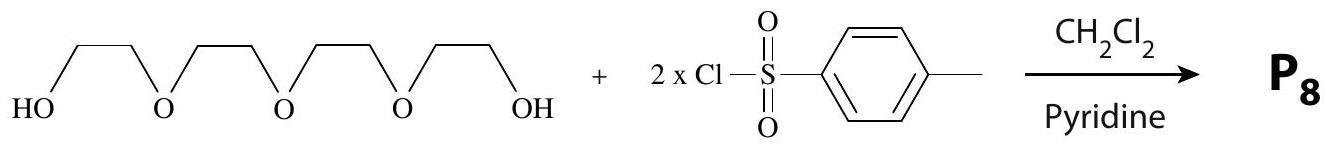 HO O O O OH + 2 x Cl S O O CH₂Cl₂ Pyridine P₈